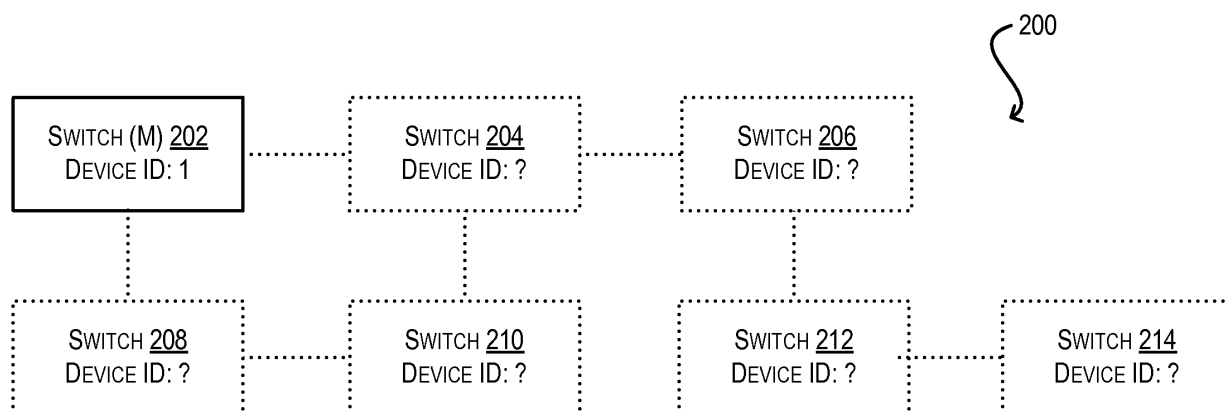 200
SWITCH (M) 202
DEVICE ID: 1
SWITCH 204
DEVICE ID: ?
SWITCH 206
DEVICE ID: ?
SWITCH 208
DEVICE ID: ?
SWITCH 210
DEVICE ID: ?
SWITCH 212
DEVICE ID: ?
SWITCH 214
DEVICE ID: ?